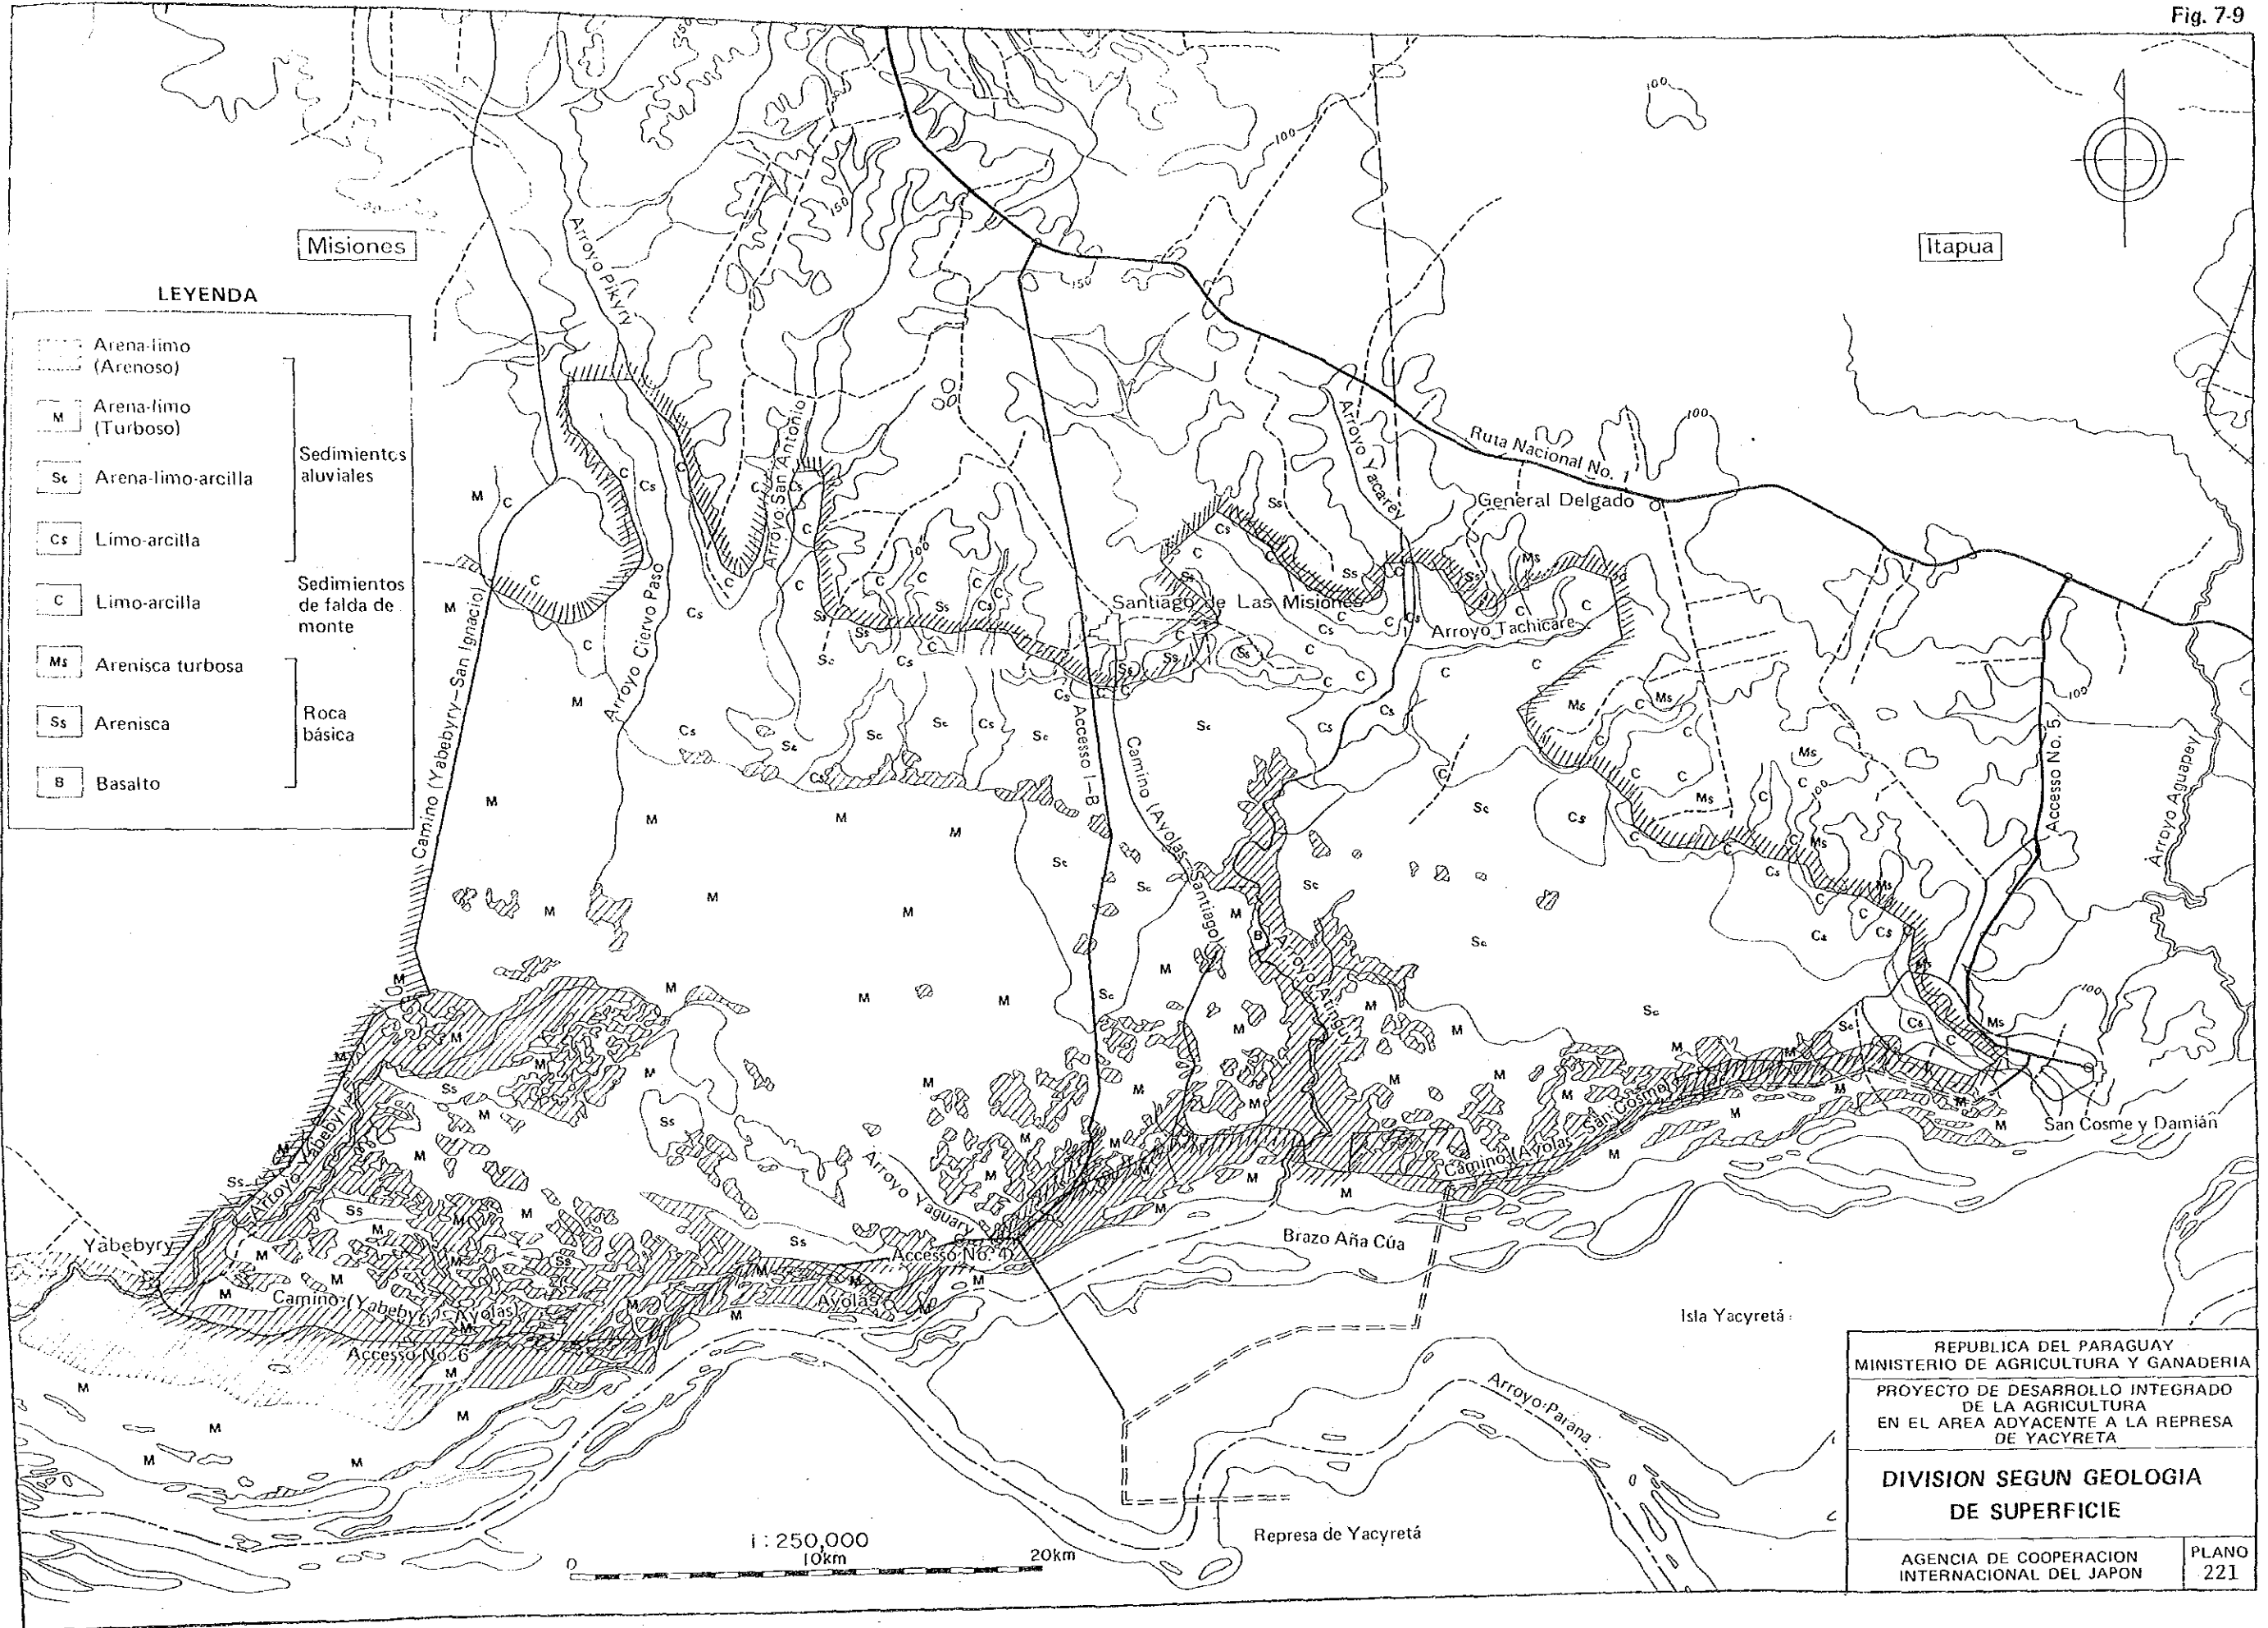 Fig. 7-9
Misiones
Itapua
LEYENDA
Arena-limo
(Arenoso)
M Arena-limo
(Turboso)
Sc Arena-limo-arcilla
Cs Limo-arcilla
Sedimientos
aluviales
C Limo-arcilla
Sedimientos
de falda de
monte
Ms Arenisca turbosa
Ss Arenisca
B Basalto
Roca
básica
Arroyo Pikyry
Arroyo San Antonio
Arroyo Ciervo Paso
Camino (Yabebyry-San Ignacio)
Arroyo Yacarey
Ruta Nacional No. 1
General Delgado
Santiago de Las Misiones
Arroyo Tachicare
Accesso 1-B
Camino (Ayolas-Santiago)
Accesso No. 5
Arroyo Aguapey
Arroyo Yabebyry
Yabebyry
Camino (Yabebyry-Ayolas)
Accesso No. 6
Arroyo Yaguary
Accesso No. 4
Ayolas
Camino (Ayolas-San Cosme)
San Cosme y Damián
Brazo Aña Cúa
Isla Yacyretá
Arroyo Parana
Represa de Yacyretá
100
150
1:250,000
0 10km 20km
REPUBLICA DEL PARAGUAY
MINISTERIO DE AGRICULTURA Y GANADERIA
PROYECTO DE DESARROLLO INTEGRADO
DE LA AGRICULTURA
EN EL AREA ADYACENTE A LA REPRESA
DE YACYRETA
DIVISION SEGUN GEOLOGIA
DE SUPERFICIE
AGENCIA DE COOPERACION
INTERNACIONAL DEL JAPON
PLANO
221